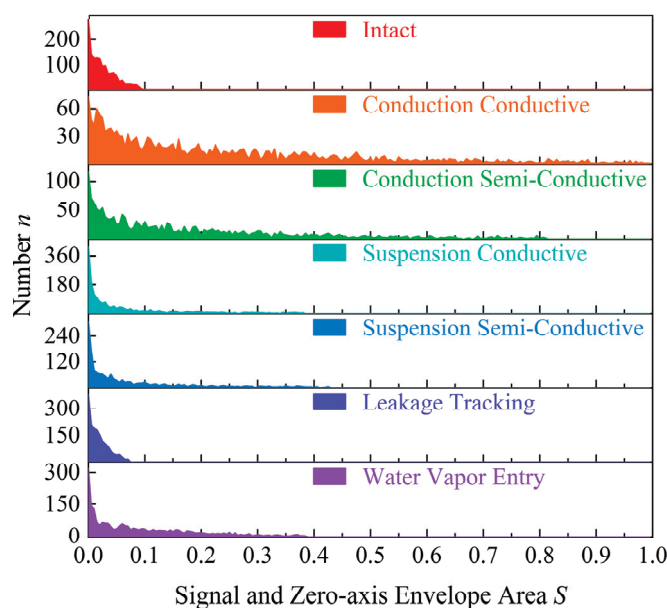 200
100
Intact
60
30
Conduction Conductive
100
50
Conduction Semi-Conductive
360
180
Suspension Conductive
240
120
Suspension Semi-Conductive
300
150
Leakage Tracking
300
150
0
Water Vapor Entry
0.0 0.1 0.2 0.3 0.4 0.5 0.6 0.7 0.8 0.9 1.0
Number n
Signal and Zero-axis Envelope Area S